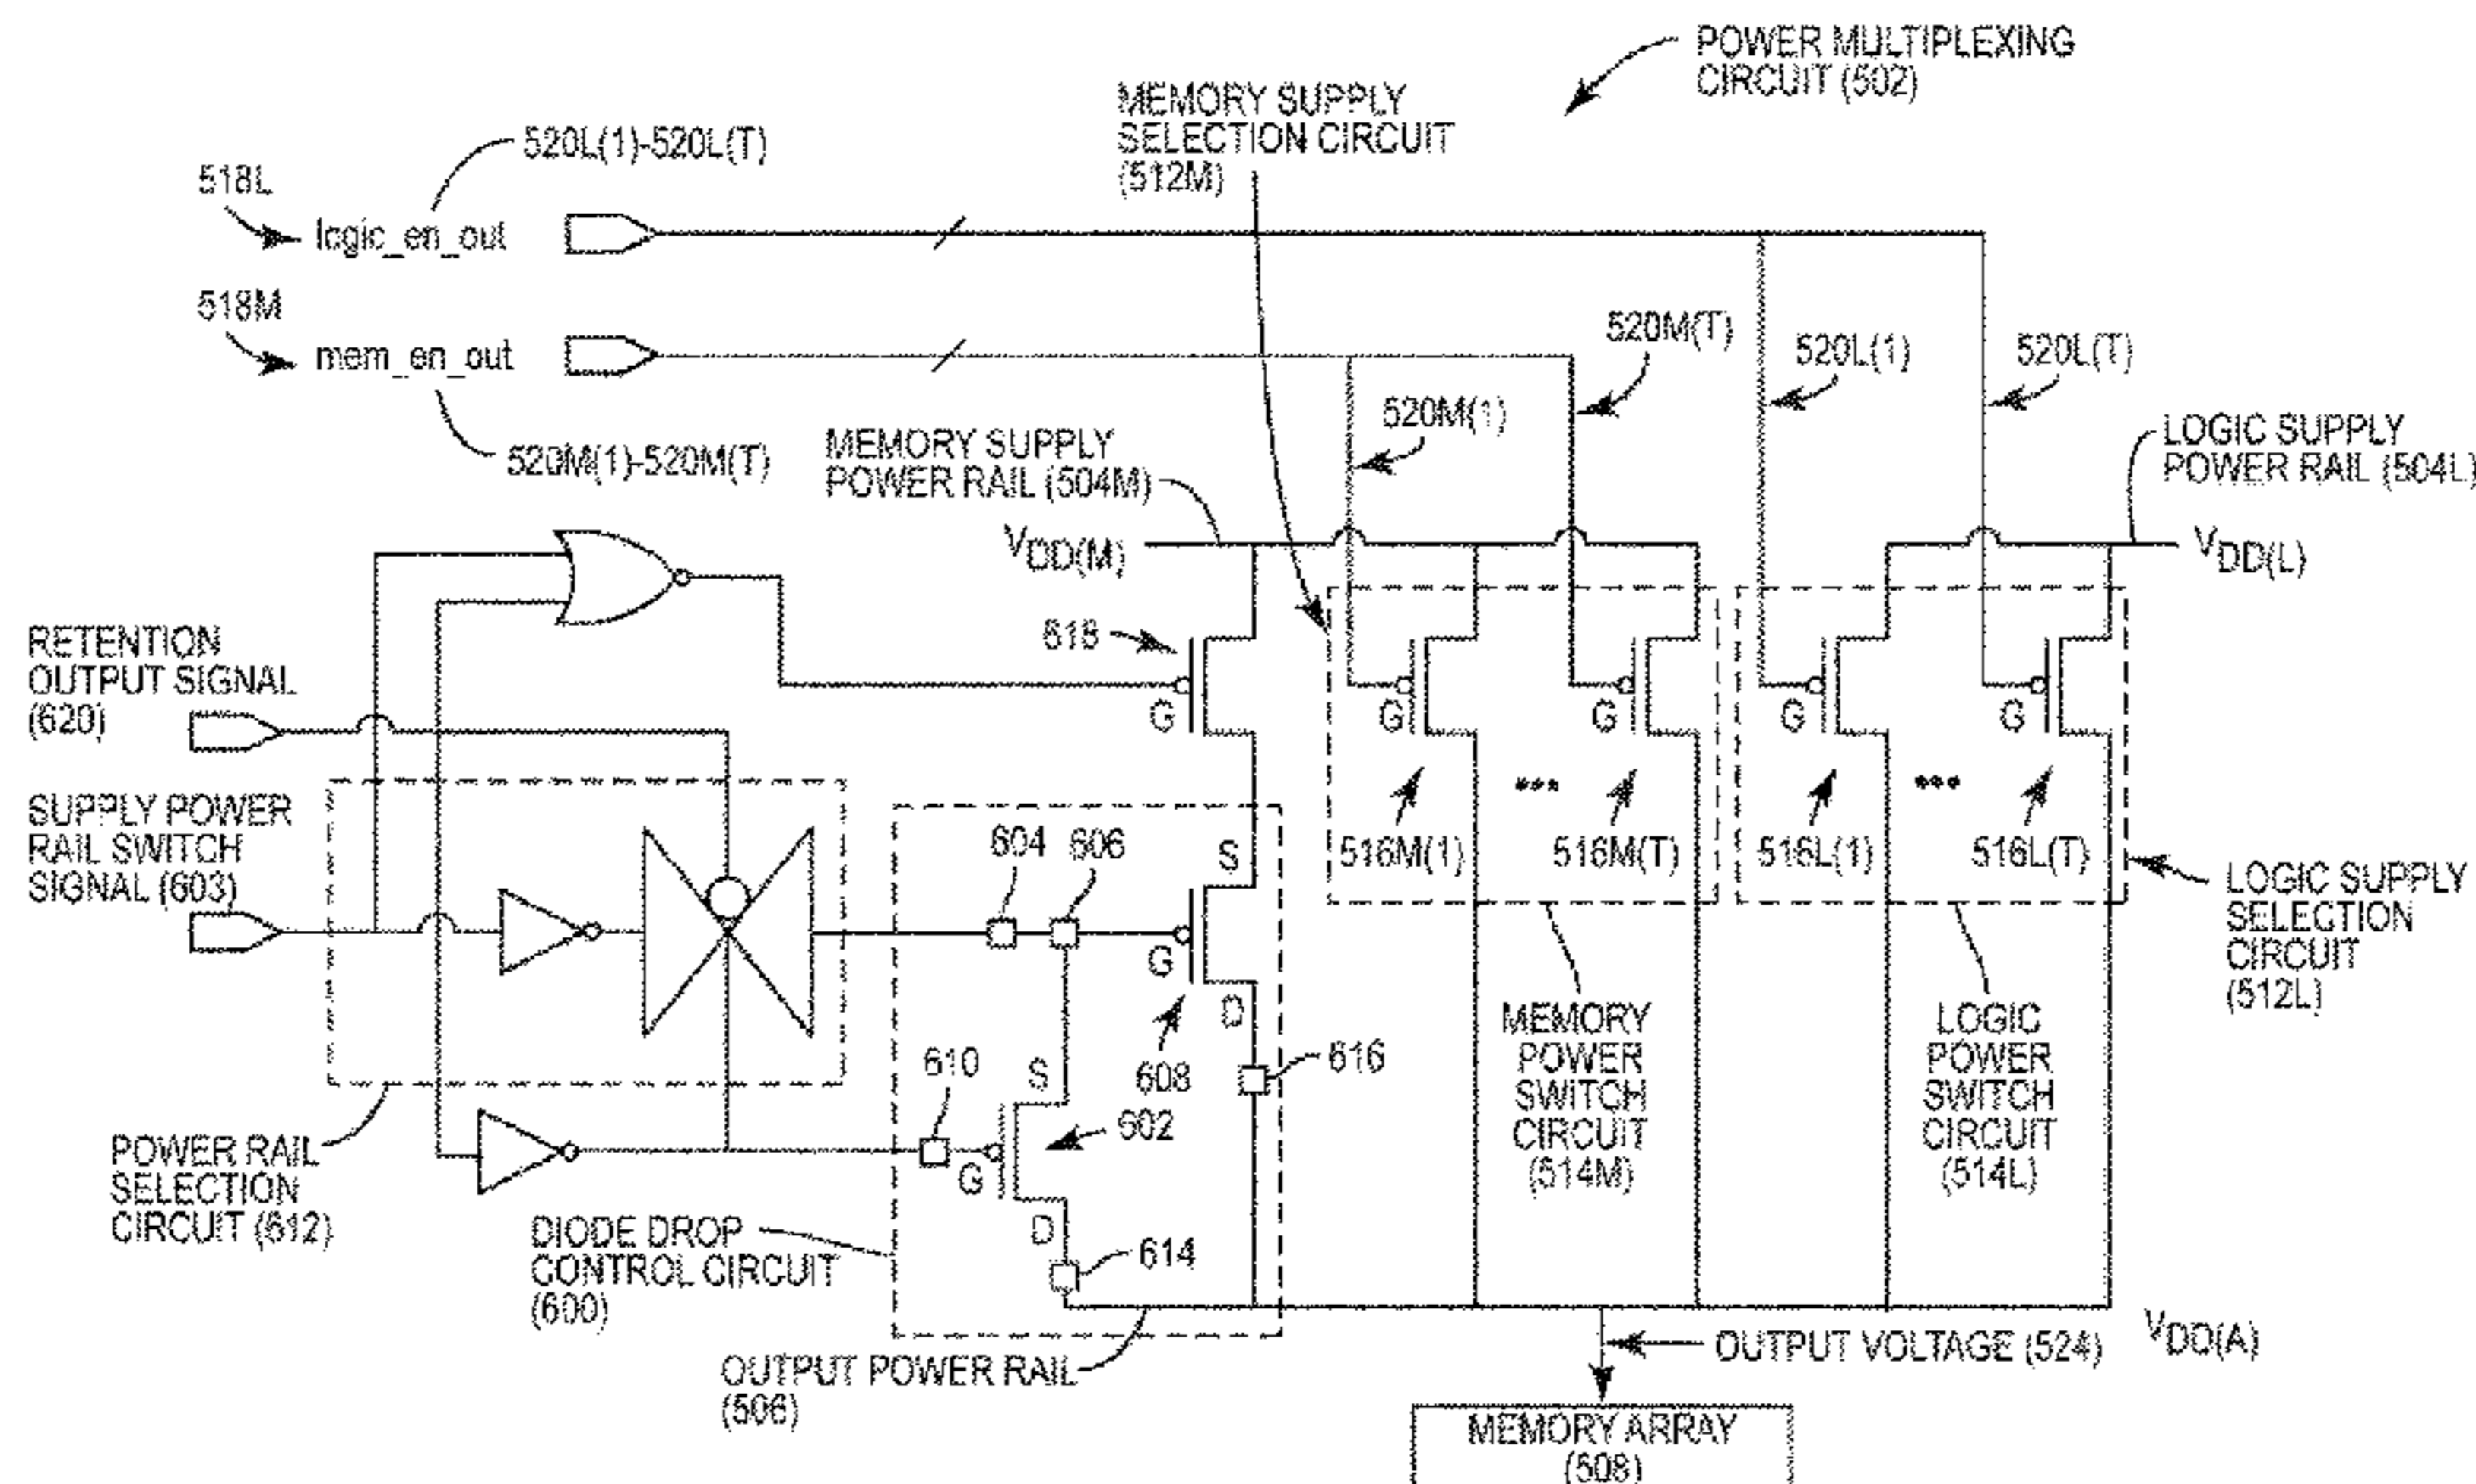 POWER MULTIPLEXING
CIRCUIT (502)
MEMORY SUPPLY
SELECTION CIRCUIT
(512M)
520L(1)-520L(T)
518L
logic_en_out
518M
mem_en_out
520M(1)-520M(T)
520M(T)
520L(1)
520L(T)
520M(1)
MEMORY SUPPLY
POWER RAIL (504M)
LOGIC SUPPLY
POWER RAIL (504L)
VDD(M)
VDD(L)
618
G
G
G
G
G
RETENTION
OUTPUT SIGNAL
(620)
SUPPLY POWER
RAIL SWITCH
SIGNAL (603)
604
606
S
G
D
608
516M(1)
•••
516M(T)
516L(1)
•••
516L(T)
LOGIC SUPPLY
SELECTION
CIRCUIT
(512L)
MEMORY
POWER
SWITCH
CIRCUIT
(514M)
LOGIC
POWER
SWITCH
CIRCUIT
(514L)
610
S
G
602
D
614
616
POWER RAIL
SELECTION
CIRCUIT (612)
DIODE DROP
CONTROL CIRCUIT
(600)
OUTPUT POWER RAIL
(506)
OUTPUT VOLTAGE (524)
VDD(A)
MEMORY ARRAY
(508)